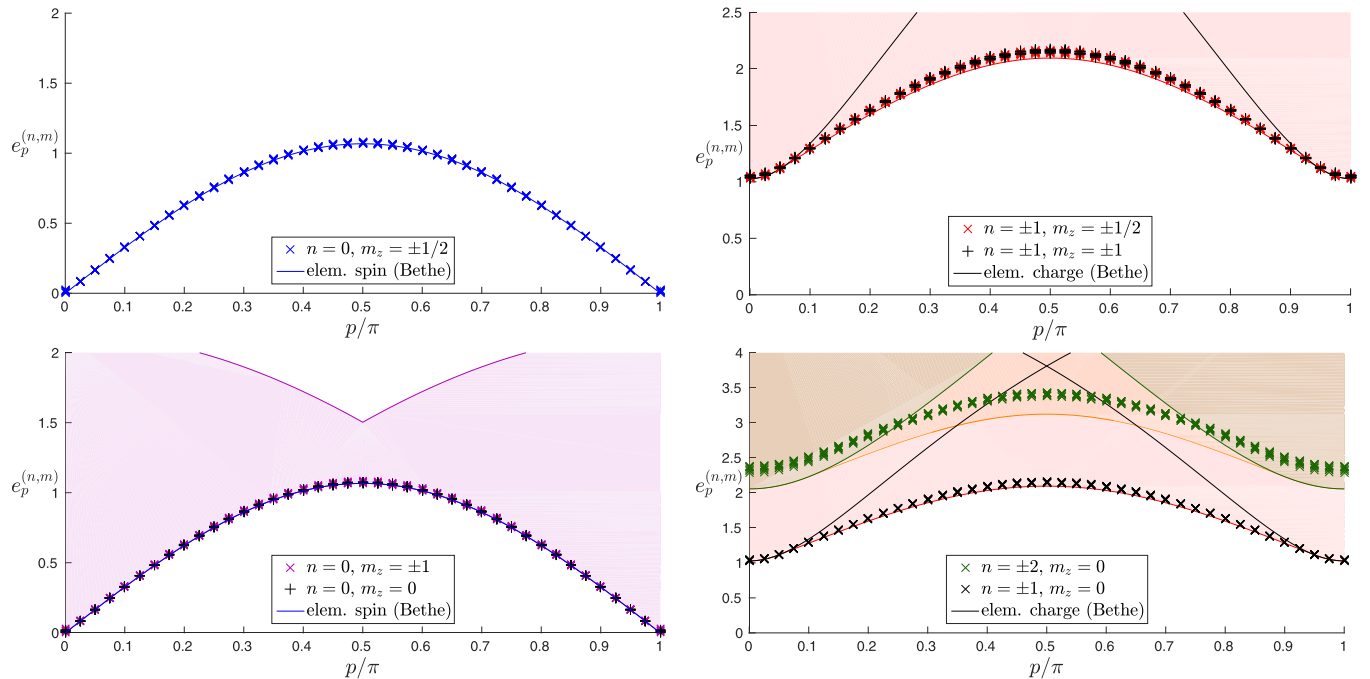 2
1.5
e_p^{(n,m)}
1
0.5
0
n = 0, m_z = ±1/2
elem. spin (Bethe)
0 0.1 0.2 0.3 0.4 0.5 0.6 0.7 0.8 0.9 1
p/π
2.5
2
1.5
e_p^{(n,m)}
1
0.5
0
n = ±1, m_z = ±1/2
n = ±1, m_z = ±1
elem. charge (Bethe)
0 0.1 0.2 0.3 0.4 0.5 0.6 0.7 0.8 0.9 1
p/π
2
1.5
e_p^{(n,m)}
1
0.5
0
n = 0, m_z = ±1
n = 0, m_z = 0
elem. spin (Bethe)
0 0.1 0.2 0.3 0.4 0.5 0.6 0.7 0.8 0.9 1
p/π
4
3.5
3
2.5
e_p^{(n,m)}
2
1.5
1
0.5
0
n = ±2, m_z = 0
n = ±1, m_z = 0
elem. charge (Bethe)
0 0.1 0.2 0.3 0.4 0.5 0.6 0.7 0.8 0.9 1
p/π